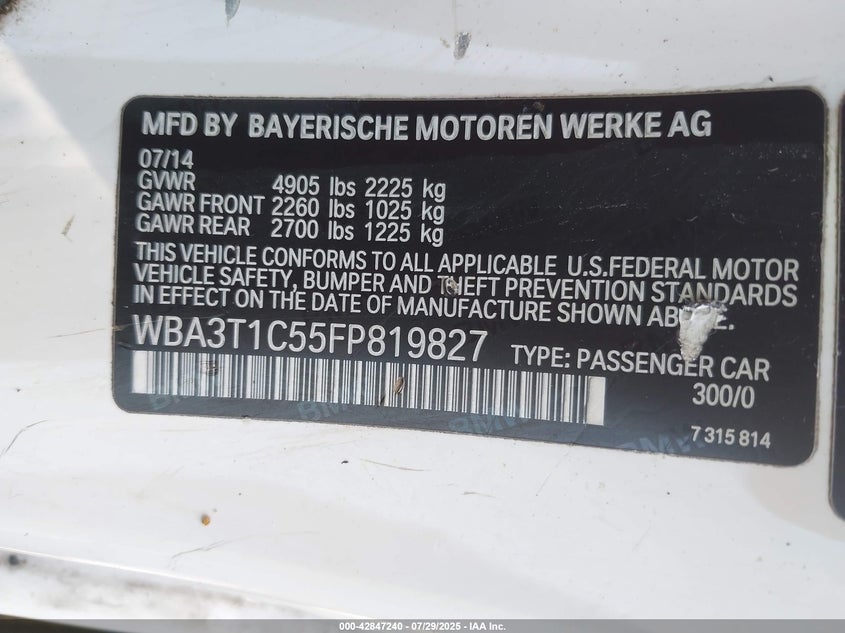 MFD BY BAYERISCHE MOTOREN WERKE AG
07/14
GVWR 4905 lbs 2225 kg
GAWR FRONT 2260 lbs 1025 kg
GAWR REAR 2700 lbs 1225 kg
THIS VEHICLE CONFORMS TO ALL APPLICABLE U.S.FEDERAL MOTOR
VEHICLE SAFETY, BUMPER AND THEFT PREVENTION STANDARDS
IN EFFECT ON THE DATE OF MANUFACTURE SHOWN ABOVE.
WBA3T1C55FP819827 TYPE: PASSENGER CAR
300/0
7 315 814
000-42847240 - 07/29/2025 - IAA Inc.